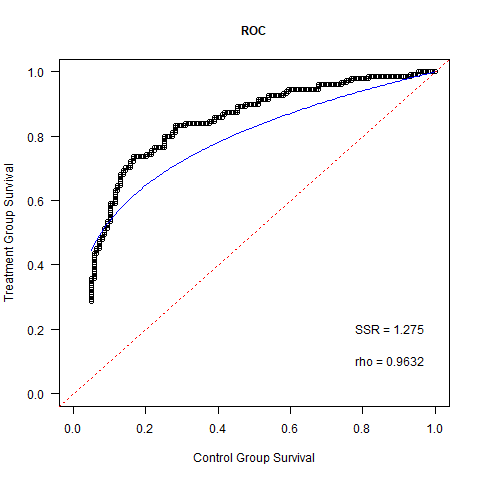 ROC
Treatment Group Survival
1.0
0.8
0.6
0.4
0.2
0.0
SSR = 1.275
rho = 0.9632
0.0 0.2 0.4 0.6 0.8 1.0
Control Group Survival